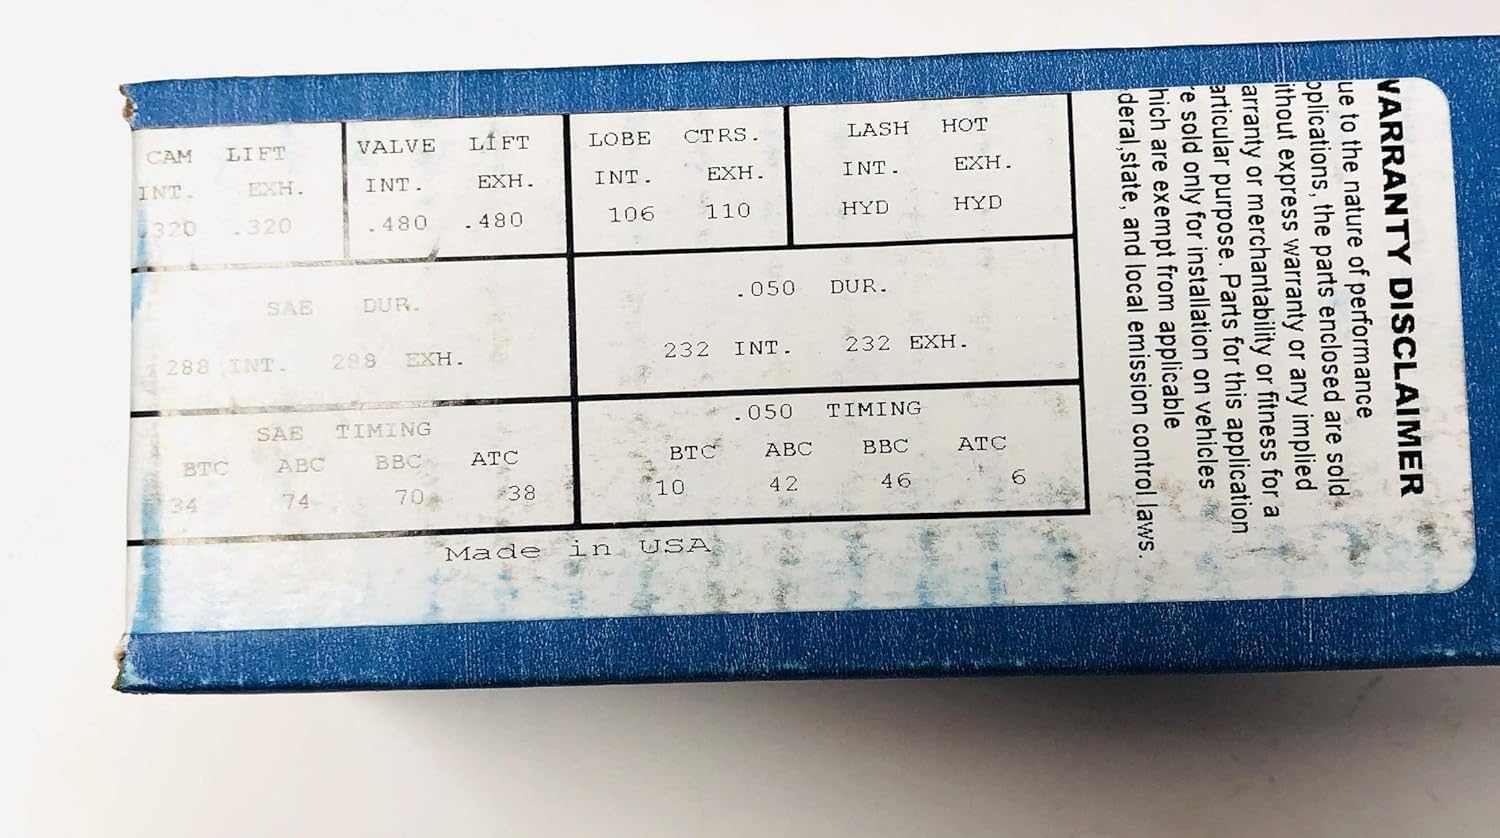 CAM LIFT
INT. EXH.
.320 .320
VALVE LIFT
INT. EXH.
.480 .480
LOBE CTRS.
INT. EXH.
106 110
LASH HOT
INT. EXH.
HYD HYD
SAE DUR.
288 INT. 288 EXH.
.050 DUR.
232 INT. 232 EXH.
SAE TIMING
BTC ABC BBC ATC
34 74 70 38
.050 TIMING
BTC ABC BBC ATC
10 42 46 6
Made in USA
WARRANTY DISCLAIMER
ue to the nature of performance
pplications, the parts enclosed are sold
ithout express warranty or any implied
arranty or merchantability or fitness for a
articular purpose. Parts for this application
re sold only for installation on vehicles
hich are exempt from applicable
deral,state, and local emission control laws.